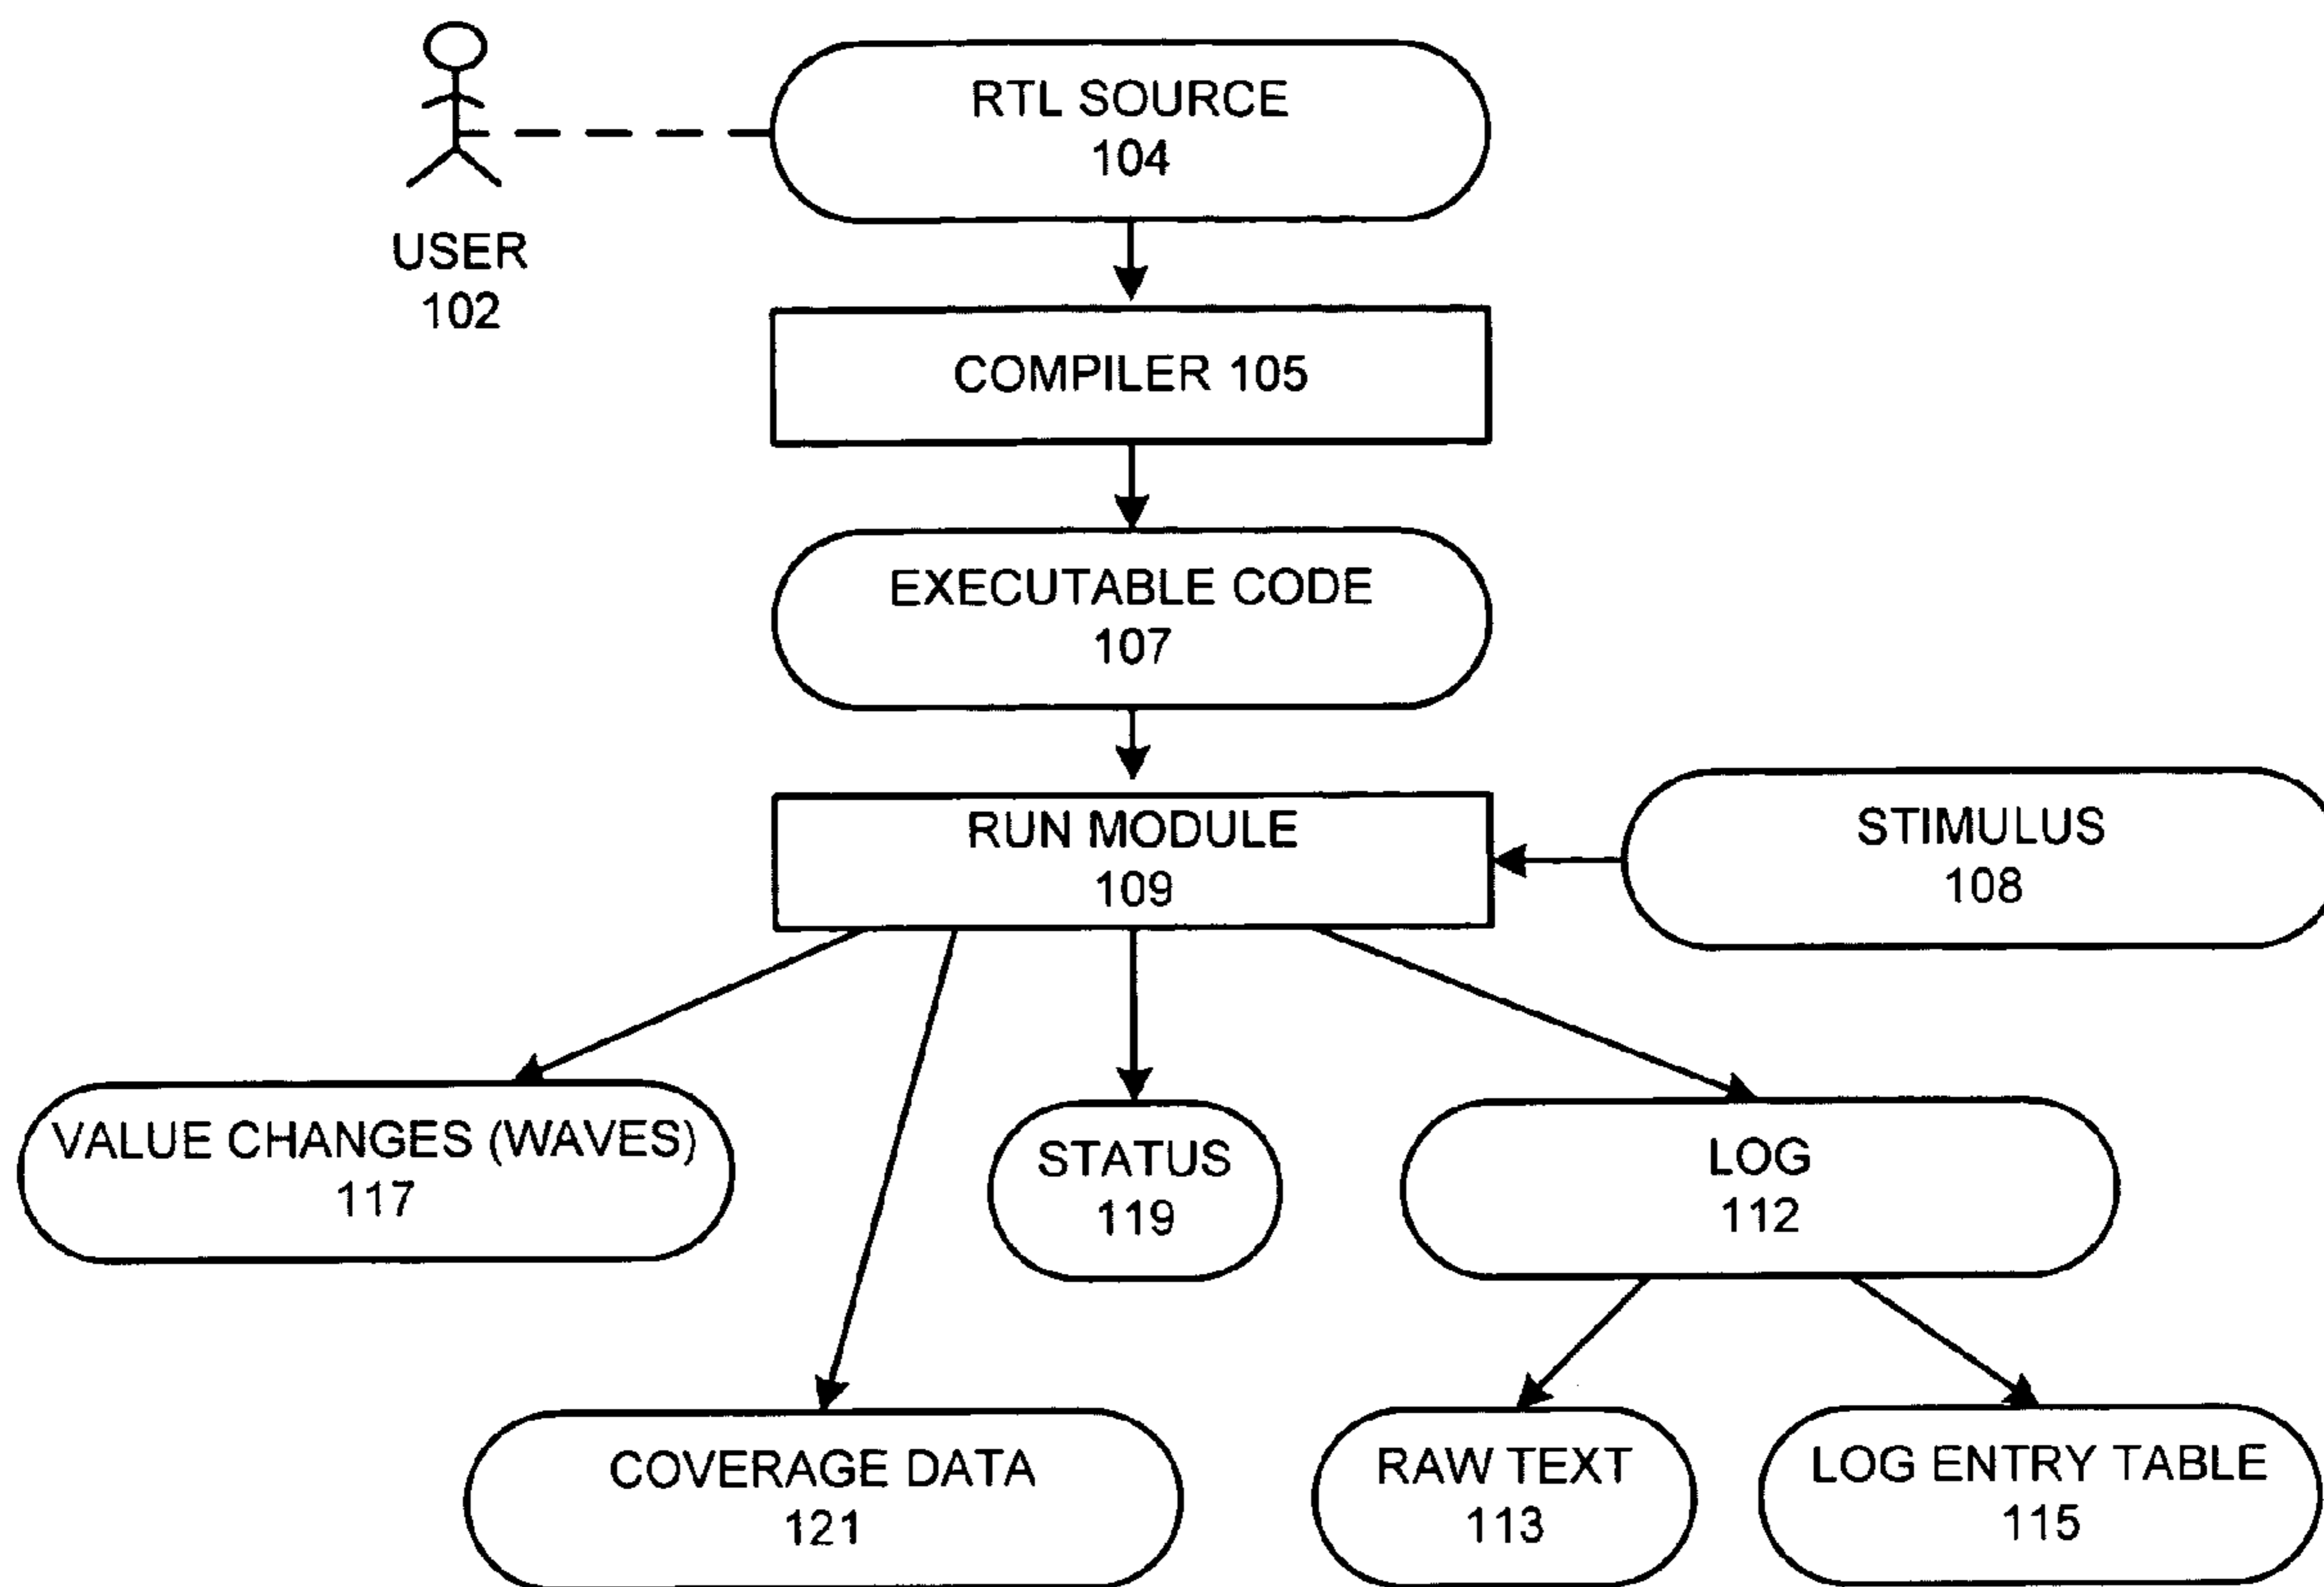 RTL SOURCE
104
USER
102
COMPILER 105
EXECUTABLE CODE
107
RUN MODULE
109
STIMULUS
108
VALUE CHANGES (WAVES)
117
STATUS
119
LOG
112
COVERAGE DATA
121
RAW TEXT
113
LOG ENTRY TABLE
115